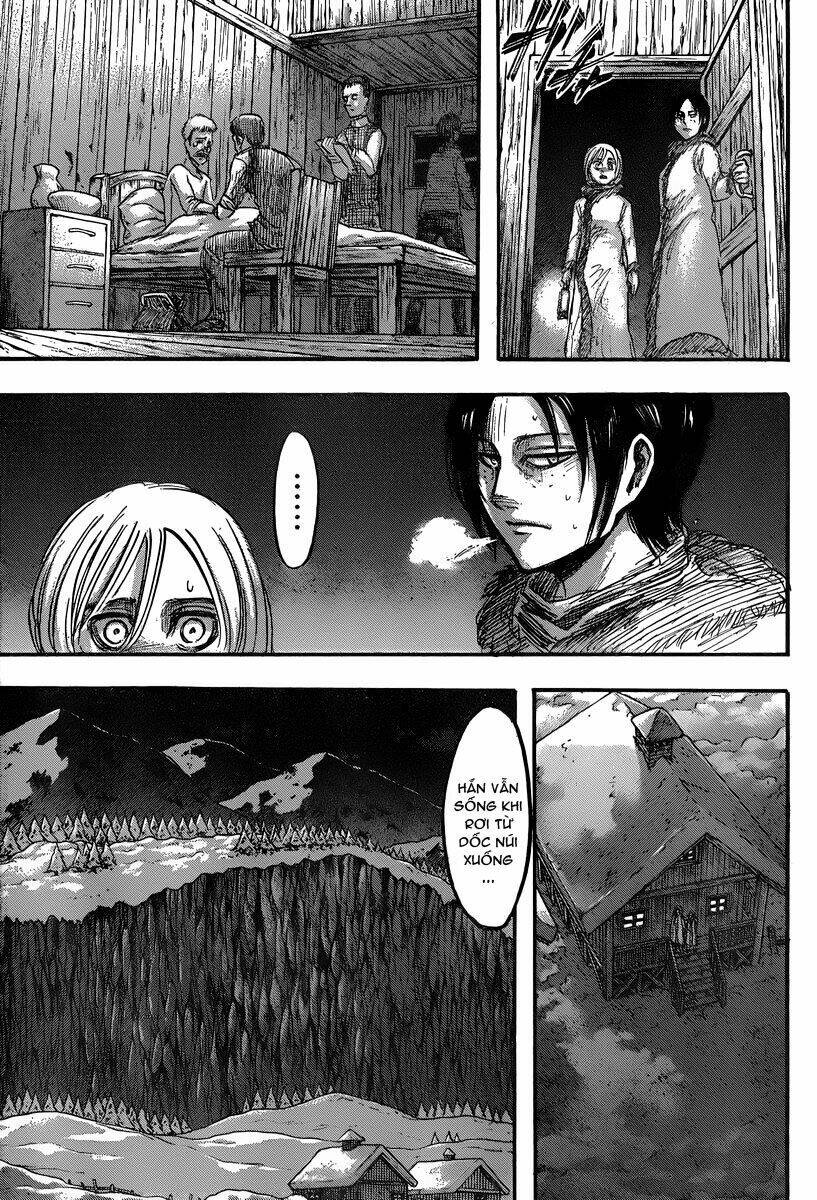 ......
HẮN VẪN
SỐNG KHI
RƠI TỪ
DỐC NÚI
XUỐNG
...